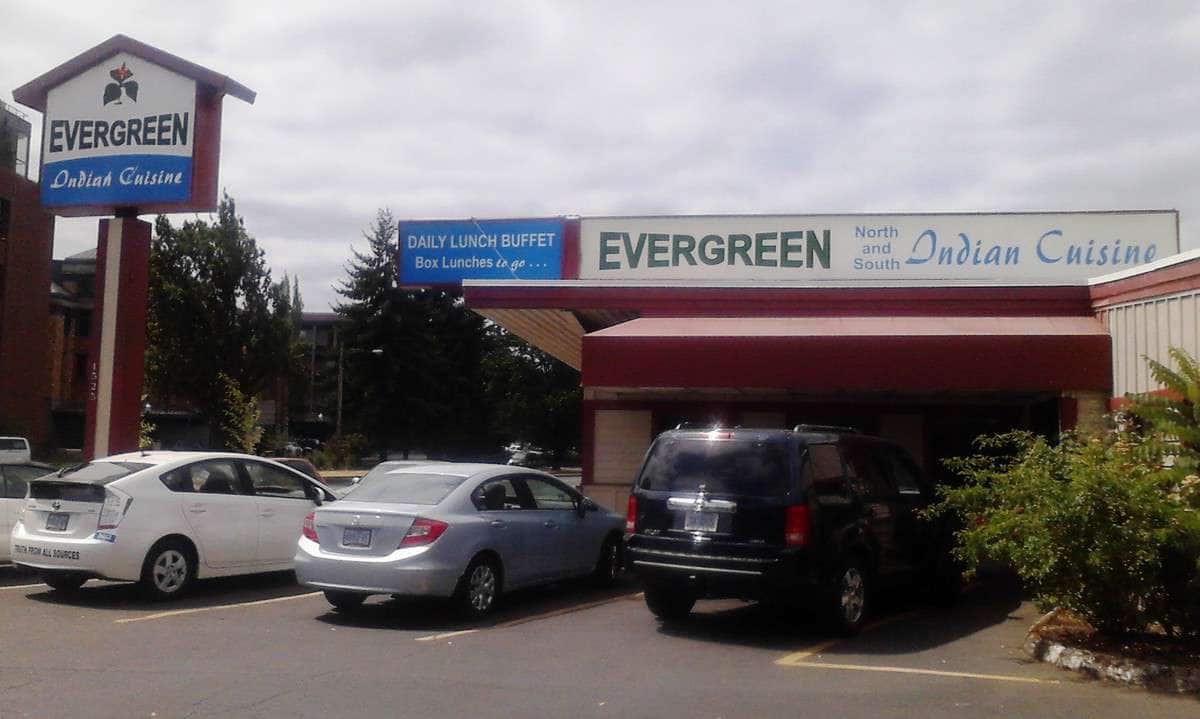 EVERGREEN
Indian Cuisine
1525
DAILY LUNCH BUFFET
Box Lunches to go . . .
EVERGREEN
North
and
South
Indian Cuisine
TRUTH FROM ALL SOURCES